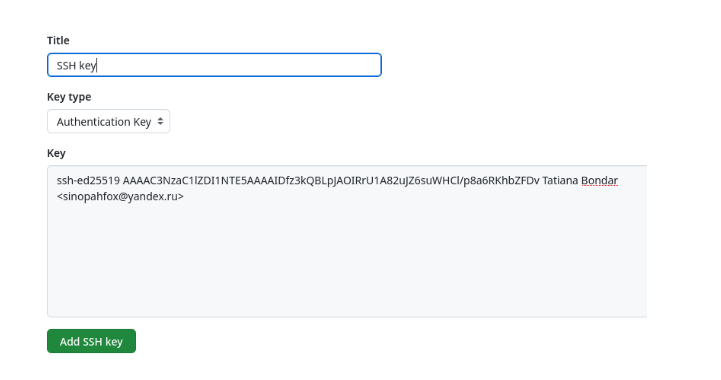 Title
SSH key
Key type
Authentication Key
Key
ssh-ed25519 AAAAC3NzaC1lZDI1NTE5AAAAIDfz3kQBLpJAOIRrU1A82uJZ6suWHCl/p8a6RKhbZFDv Tatiana Bondar
<sinopahfox@yandex.ru>
Add SSH key